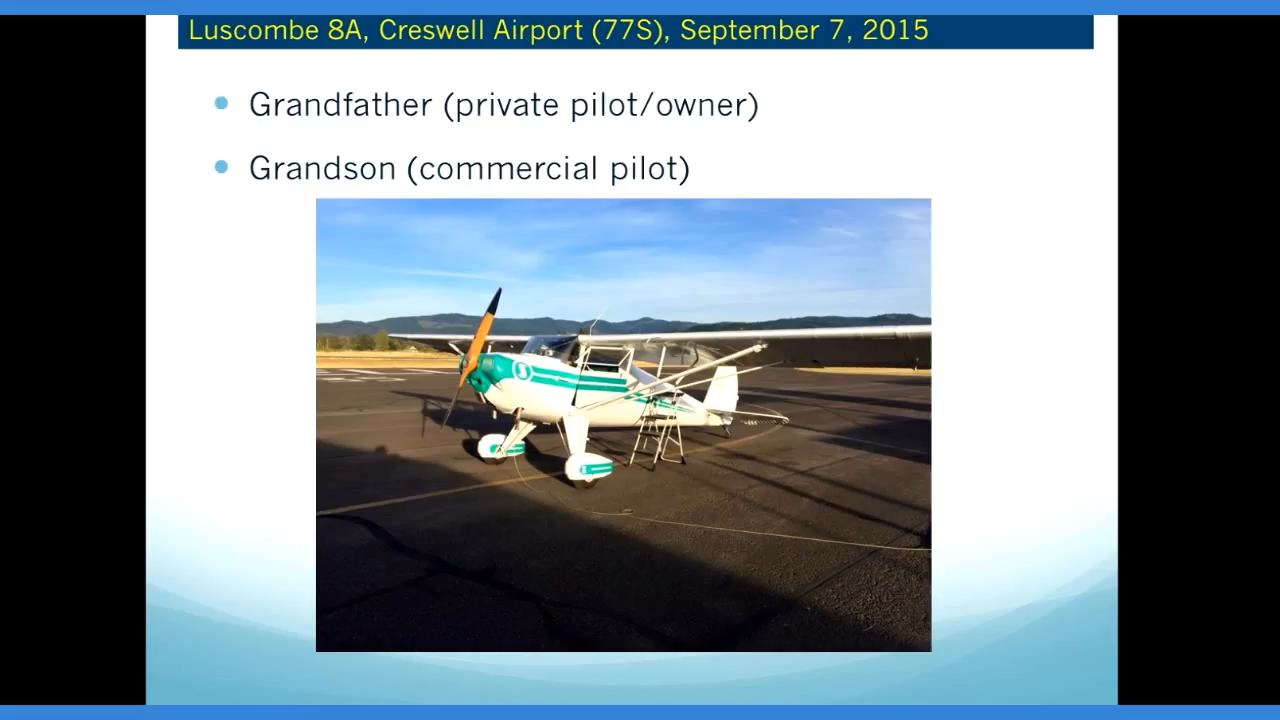 Luscombe 8A, Creswell Airport (77S), September 7, 2015
Grandfather (private pilot/owner)
Grandson (commercial pilot)